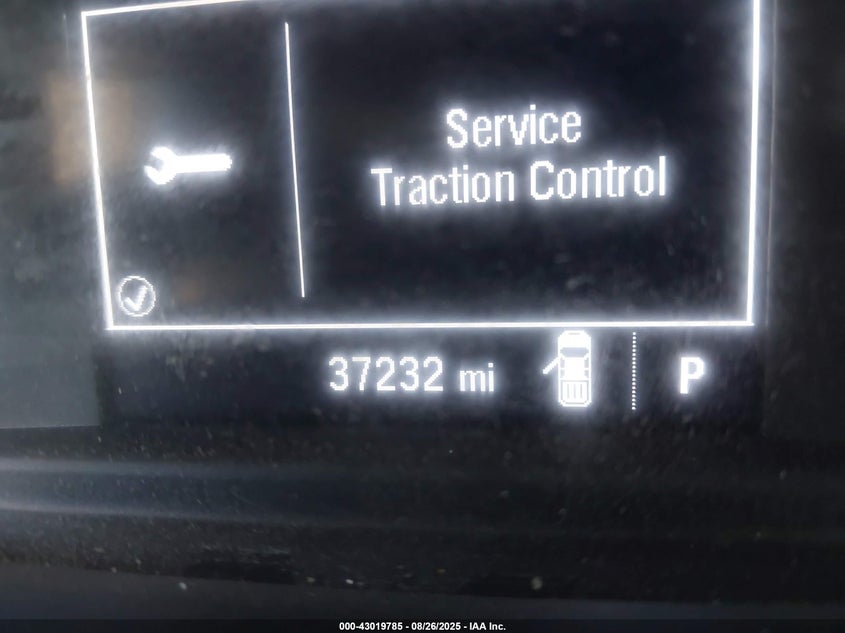 Service
Traction Control
37232 mi
P
000-43019785 - 08/26/2025 - IAA Inc.